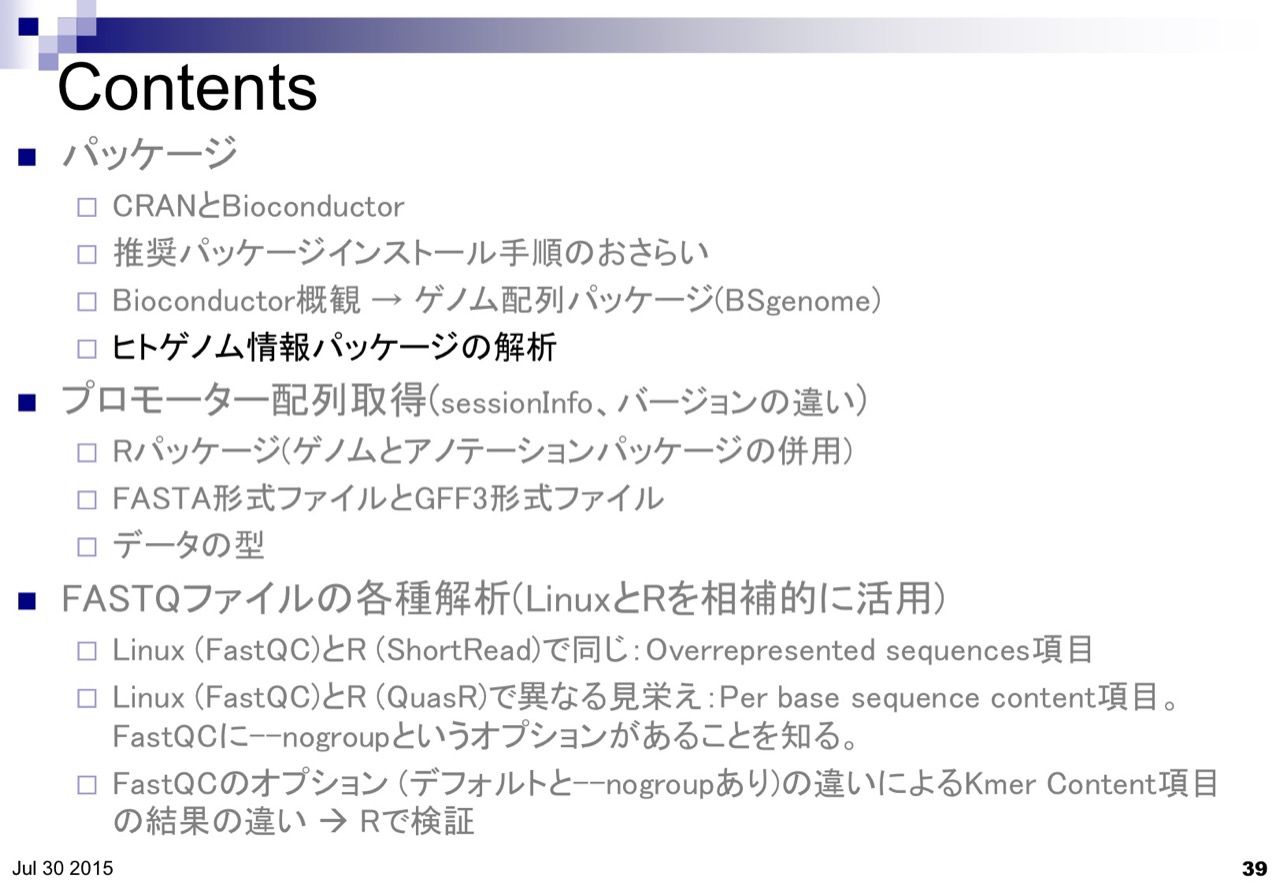 Contents
パッケージ
CRANとBioconductor
推奨パッケージインストール手順のおさらい
Bioconductor概観 → ゲノム配列パッケージ(BSgenome)
ヒトゲノム情報パッケージの解析
プロモーター配列取得(sessionInfo、バージョンの違い)
Rパッケージ(ゲノムとアノテーションパッケージの併用)
FASTA形式ファイルとGFF3形式ファイル
データの型
FASTQファイルの各種解析(LinuxとRを相補的に活用)
Linux (FastQC)とR (ShortRead)で同じ：Overrepresented sequences項目
Linux (FastQC)とR (QuasR)で異なる見栄え：Per base sequence content項目。
FastQCに--nogroupというオプションがあることを知る。
FastQCのオプション (デフォルトと--nogroupあり)の違いによるKmer Content項目
の結果の違い → Rで検証
Jul 30 2015
39